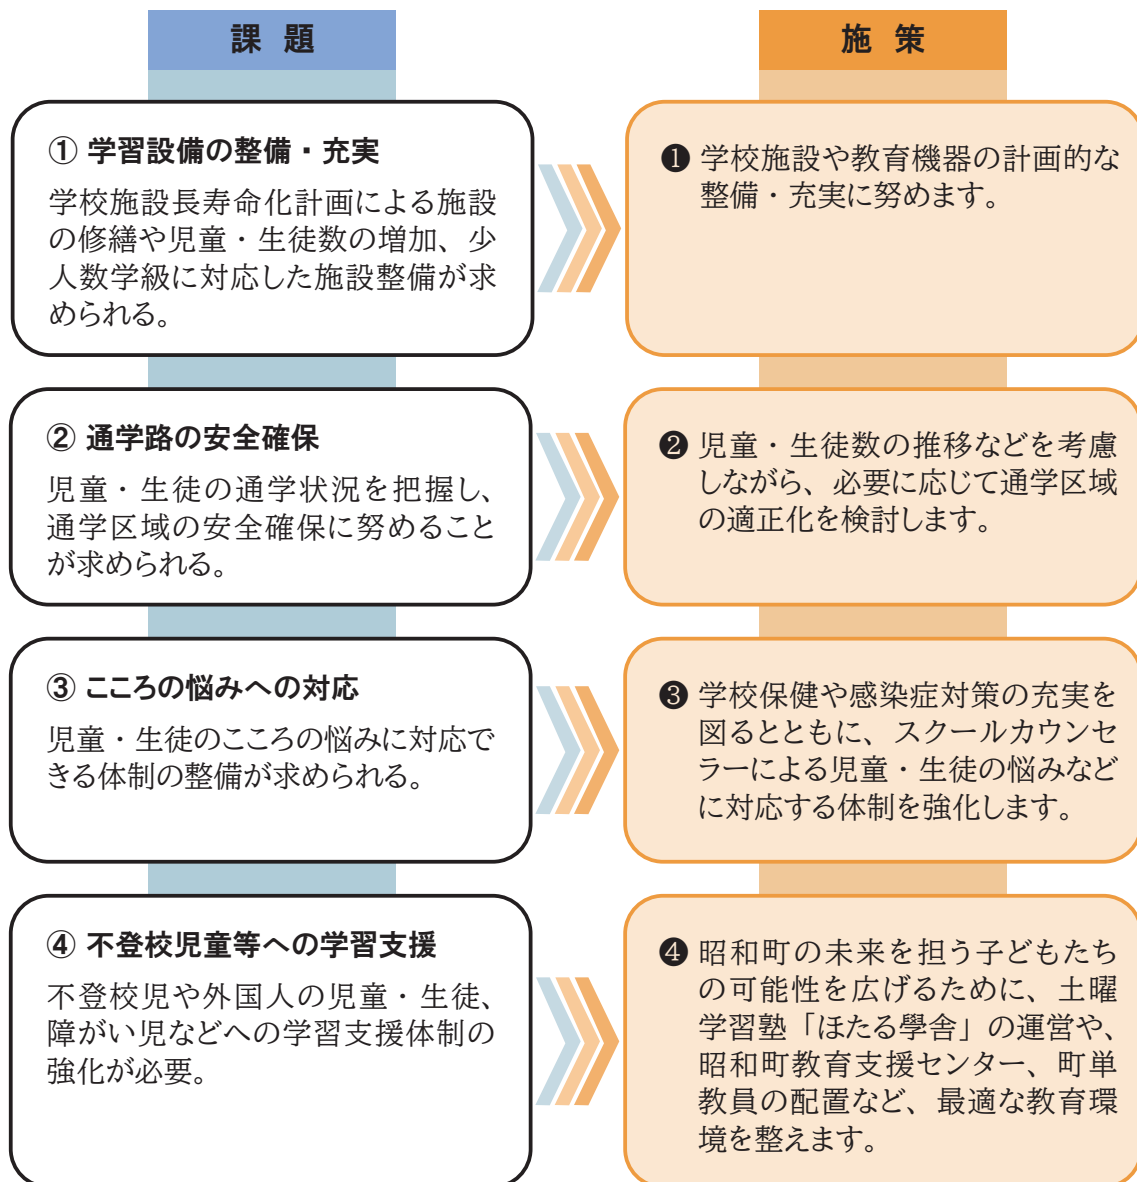 課 題
施 策
① 学習設備の整備・充実
学校施設長寿命化計画による施設
の修繕や児童・生徒数の増加、少
人数学級に対応した施設整備が求
められる。
❶ 学校施設や教育機器の計画的な
整備・充実に努めます。
② 通学路の安全確保
児童・生徒の通学状況を把握し、
通学区域の安全確保に努めること
が求められる。
❷ 児童・生徒数の推移などを考慮
しながら、必要に応じて通学区域
の適正化を検討します。
③ こころの悩みへの対応
児童・生徒のこころの悩みに対応で
きる体制の整備が求められる。
❸ 学校保健や感染症対策の充実を
図るとともに、スクールカウンセ
ラーによる児童・生徒の悩みなど
に対応する体制を強化します。
④ 不登校児童等への学習支援
不登校児や外国人の児童・生徒、
障がい児などへの学習支援体制の
強化が必要。
❹ 昭和町の未来を担う子どもたち
の可能性を広げるために、土曜
学習塾「ほたる學舎」の運営や、
昭和町教育支援センター、町単
教員の配置など、最適な教育環
境を整えます。